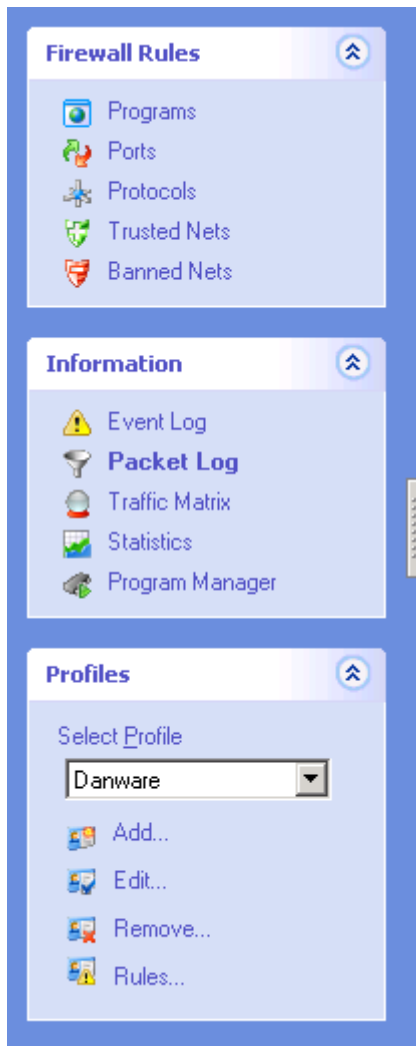 Firewall Rules
Programs
Ports
Protocols
Trusted Nets
Banned Nets
Information
Event Log
Packet Log
Traffic Matrix
Statistics
Program Manager
Profiles
Select Profile
Danware
Add...
Edit...
Remove...
Rules...